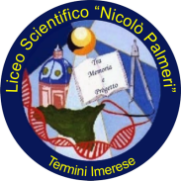 Liceo Scientifico "Nicolò Palmeri"
Tra
Memoria
e
Progetto
Termini Imerese